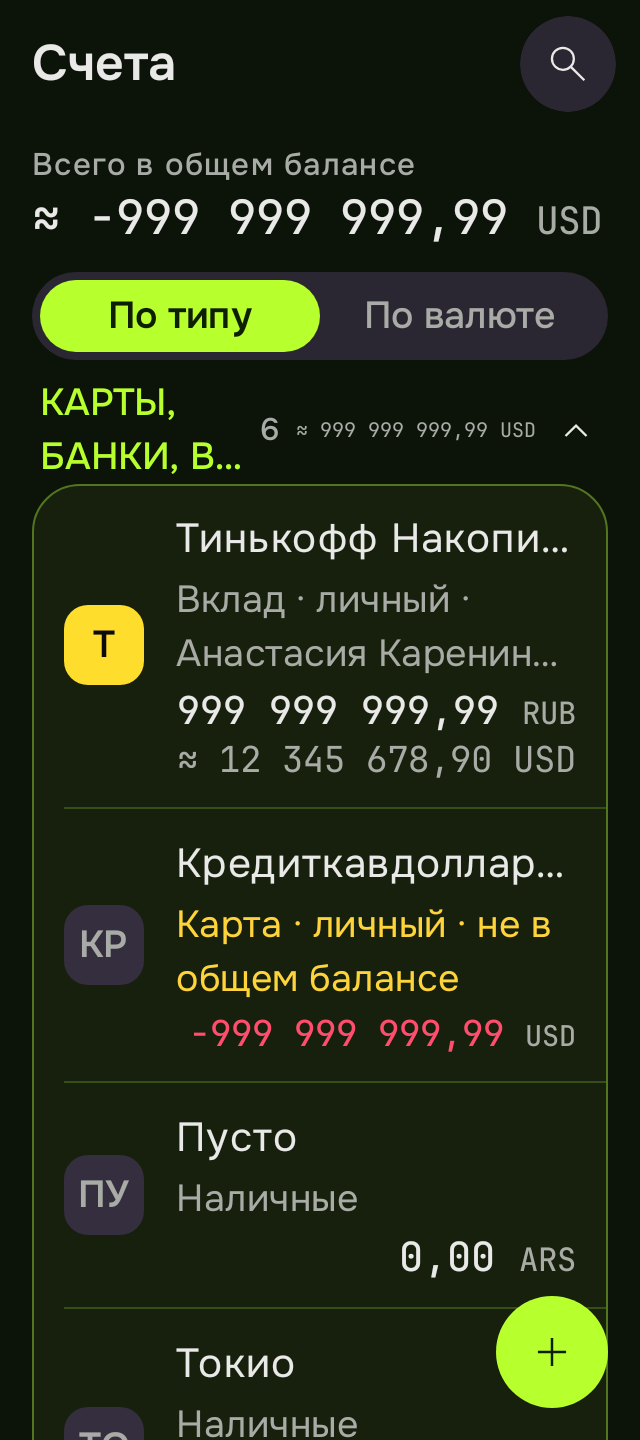 Счета
Всего в общем балансе
≈ -999 999 999,99 USD
По типу
По валюте
КАРТЫ,
БАНКИ, В...
6 ≈ 999 999 999,99 USD
Тинькофф Накопи...
Вклад · личный ·
Анастасия Каренин...
Т
999 999 999,99 RUB
≈ 12 345 678,90 USD
Кредиткавдоллар...
Карта · личный · не в
общем балансе
КР
-999 999 999,99 USD
Пусто
ПУ
Наличные
0,00 ARS
Токио
Наличные
ТО